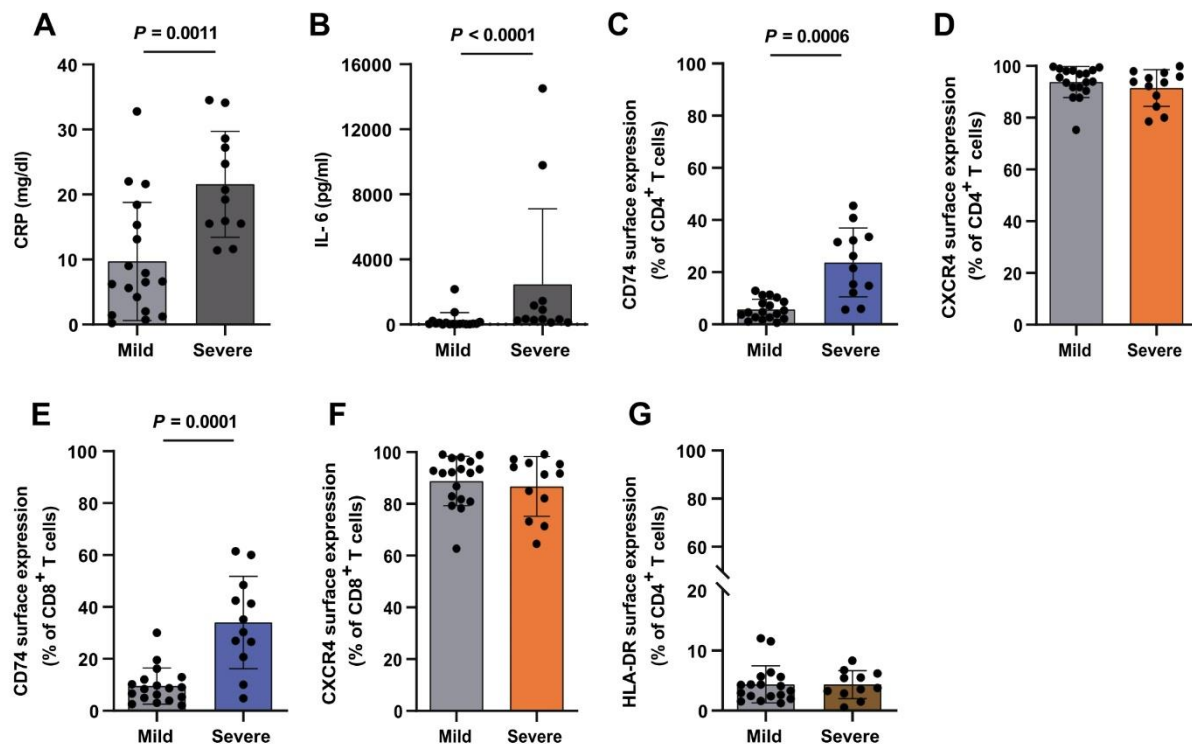 A
P = 0.0011
CRP (mg/dl)
40
30
20
10
0
Mild
Severe
B
P < 0.0001
IL- 6 (pg/ml)
16000
12000
8000
4000
0
Mild
Severe
C
P = 0.0006
CD74 surface expression
(% of CD4+ T cells)
100
80
60
40
20
0
Mild
Severe
D
CXCR4 surface expression
(% of CD4+ T cells)
100
80
60
40
20
0
Mild
Severe
E
P = 0.0001
CD74 surface expression
(% of CD8+ T cells)
100
80
60
40
20
0
Mild
Severe
F
CXCR4 surface expression
(% of CD8+ T cells)
100
80
60
40
20
0
Mild
Severe
G
HLA-DR surface expression
(% of CD4+ T cells)
100
80
60
20
10
0
Mild
Severe